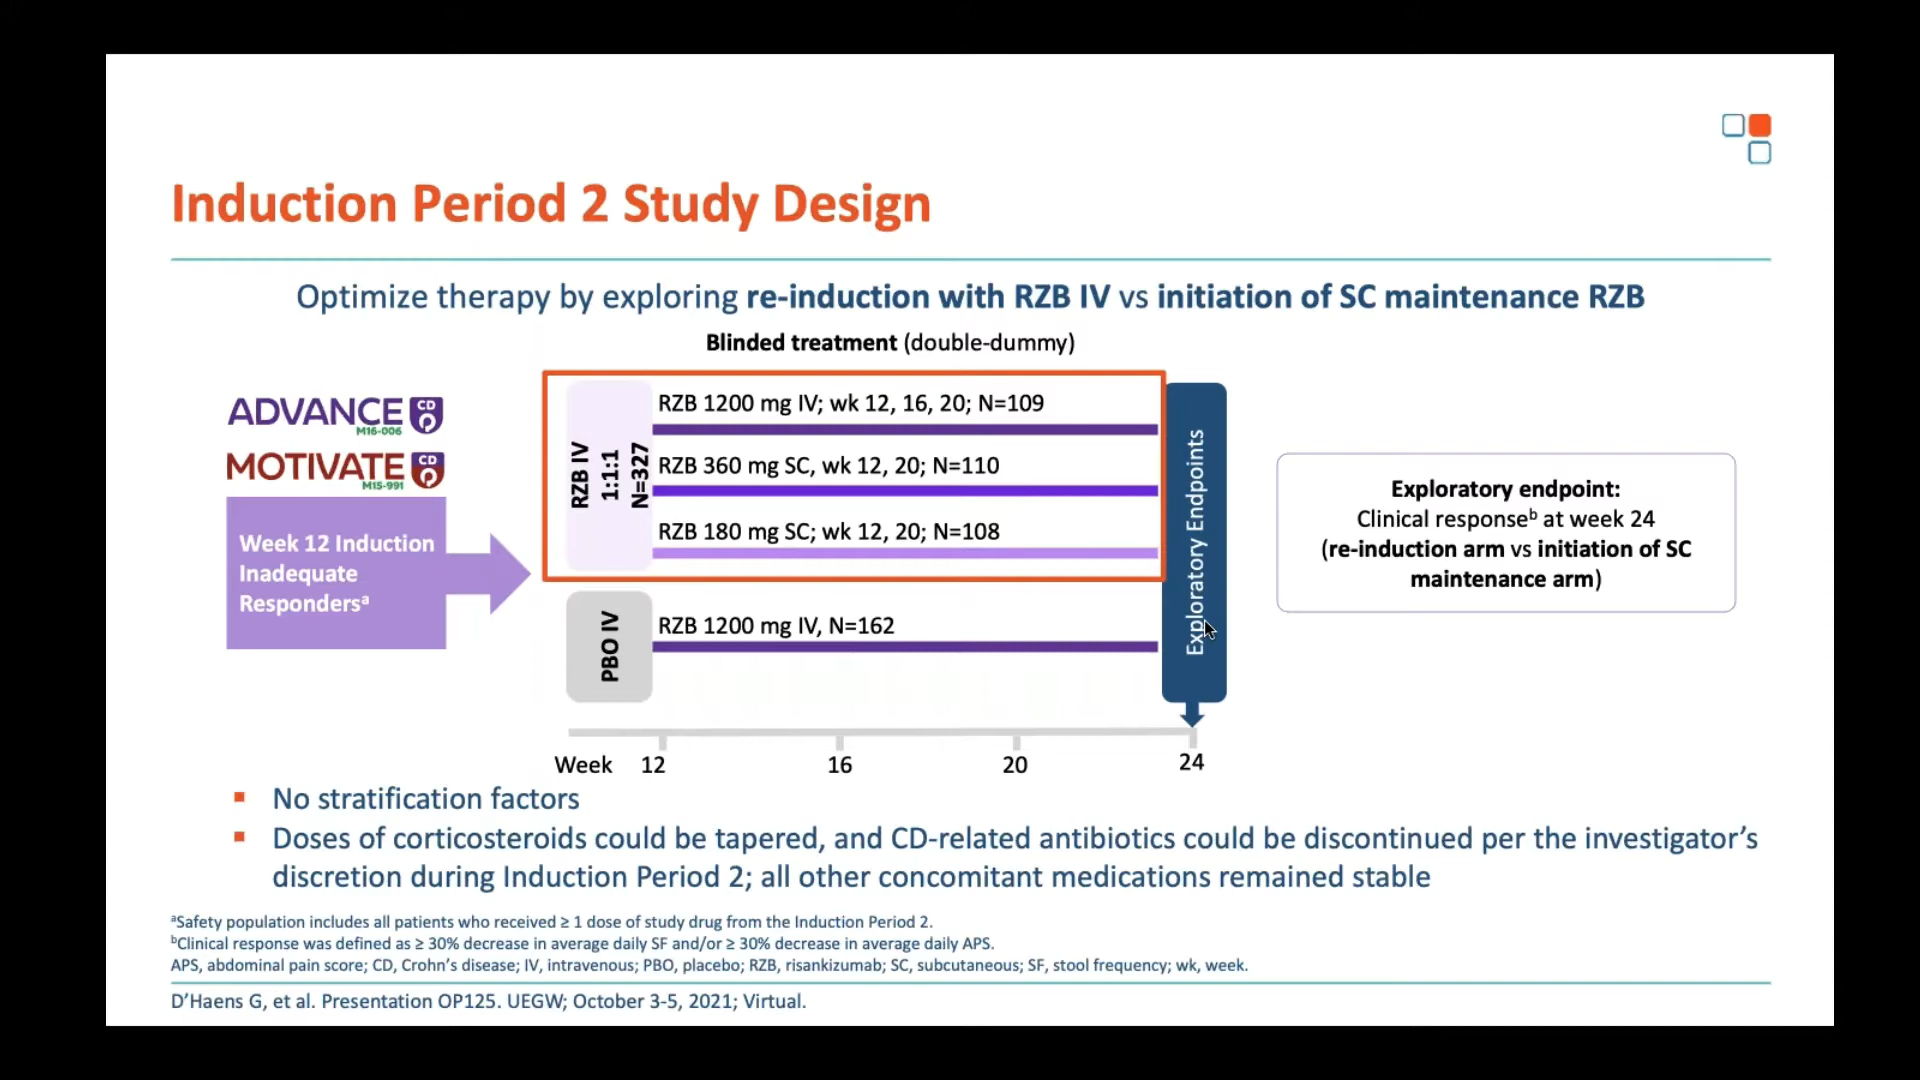 Induction Period 2 Study Design
Optimize therapy by exploring re-induction with RZB IV vs initiation of SC maintenance RZB
Blinded treatment (double-dummy)
ADVANCE CD
M16-006
MOTIVATE CD
M15-991
Week 12 Induction
Inadequate
Respondersᵃ
RZB IV
1:1:1
N=327
RZB 1200 mg IV; wk 12, 16, 20; N=109
RZB 360 mg SC, wk 12, 20; N=110
RZB 180 mg SC; wk 12, 20; N=108
PBO IV
RZB 1200 mg IV, N=162
Exploratory Endpoints
Exploratory endpoint:
Clinical responseᵇ at week 24
(re-induction arm vs initiation of SC
maintenance arm)
Week 12 16 20 24
▪ No stratification factors
▪ Doses of corticosteroids could be tapered, and CD-related antibiotics could be discontinued per the investigator’s
discretion during Induction Period 2; all other concomitant medications remained stable
ᵃSafety population includes all patients who received ≥ 1 dose of study drug from the Induction Period 2.
ᵇClinical response was defined as ≥ 30% decrease in average daily SF and/or ≥ 30% decrease in average daily APS.
APS, abdominal pain score; CD, Crohn’s disease; IV, intravenous; PBO, placebo; RZB, risankizumab; SC, subcutaneous; SF, stool frequency; wk, week.
D’Haens G, et al. Presentation OP125. UEGW; October 3-5, 2021; Virtual.